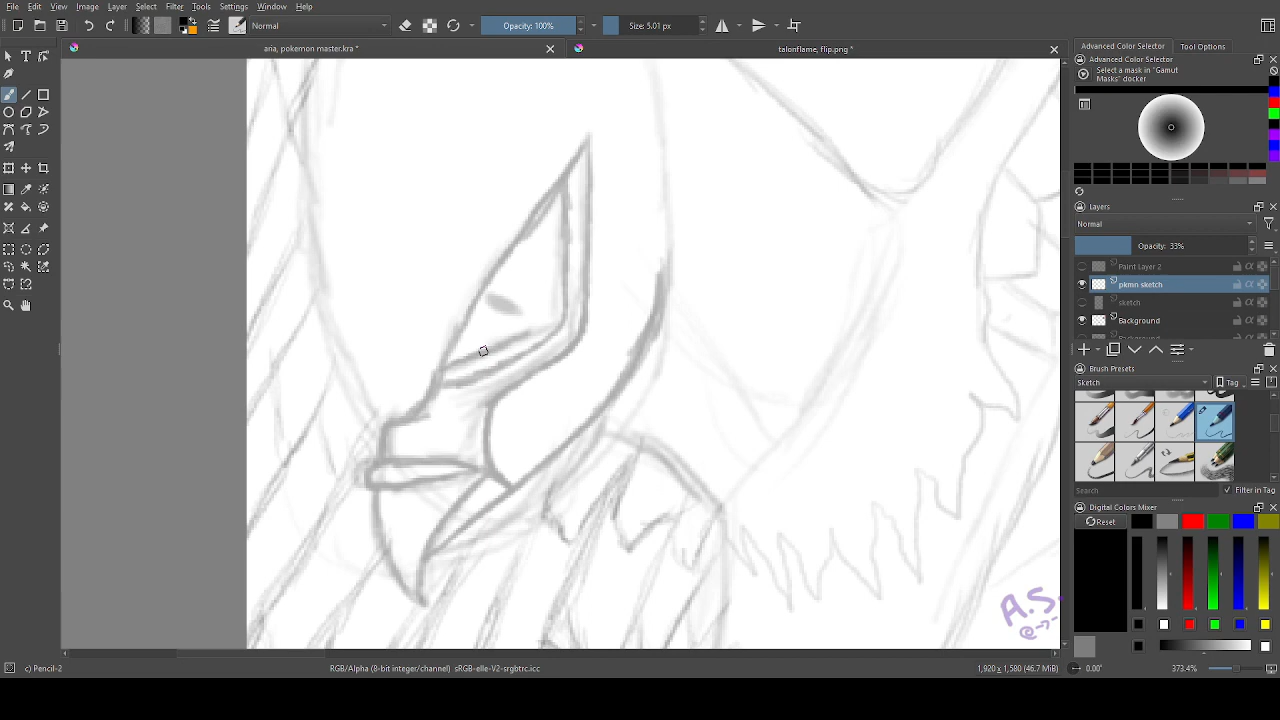 File Edit View Image Layer Select Filter Tools Settings Window Help
Normal Opacity: 100% Size: 5.01 px
aria, pokemon master.kra * talonflame, flip.png *
Advanced Color Selector Tool Options
Advanced Color Selector
Select a mask in "Gamut
Masks" docker
Layers
Normal
Opacity: 33%
Paint Layer 2
pkmn sketch
sketch
Background
Brush Presets
Sketch Tag
Search Filter in Tag
Digital Colors Mixer
Reset
A.S.
c) Pencil-2 RGB/Alpha (8-bit integer/channel) sRGB-elle-V2-srgbtrc.icc 1,920 x 1,580 (46.7 MiB) 0.00° 373.4%